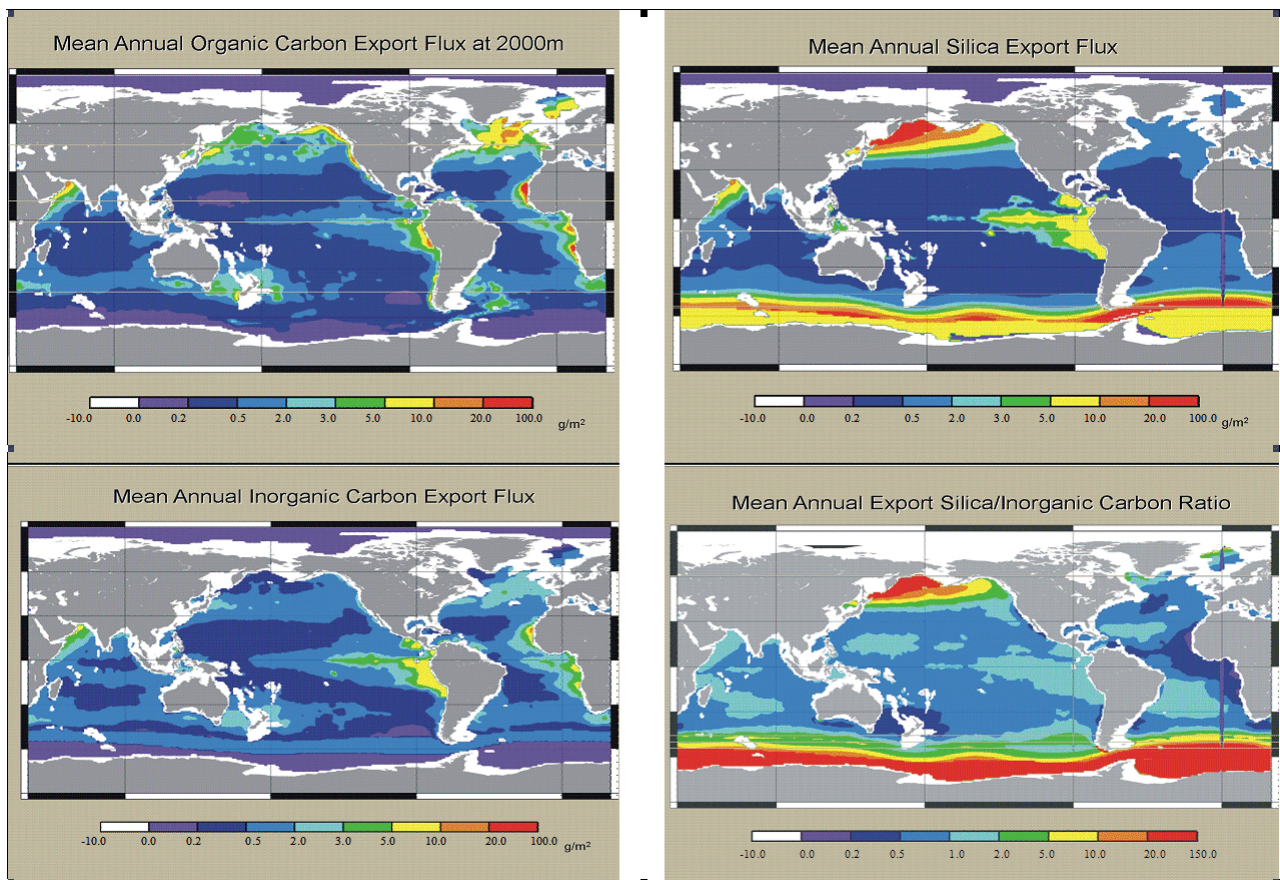 Mean Annual Organic Carbon Export Flux at 2000m
-10.0 0.0 0.2 0.5 2.0 3.0 5.0 10.0 20.0 100.0 g/m²
Mean Annual Silica Export Flux
-10.0 0.0 0.2 0.5 2.0 3.0 5.0 10.0 20.0 100.0 g/m²
Mean Annual Inorganic Carbon Export Flux
-10.0 0.0 0.2 0.5 2.0 3.0 5.0 10.0 20.0 100.0 g/m²
Mean Annual Export Silica/Inorganic Carbon Ratio
-10.0 0.0 0.2 0.5 1.0 2.0 5.0 10.0 20.0 150.0